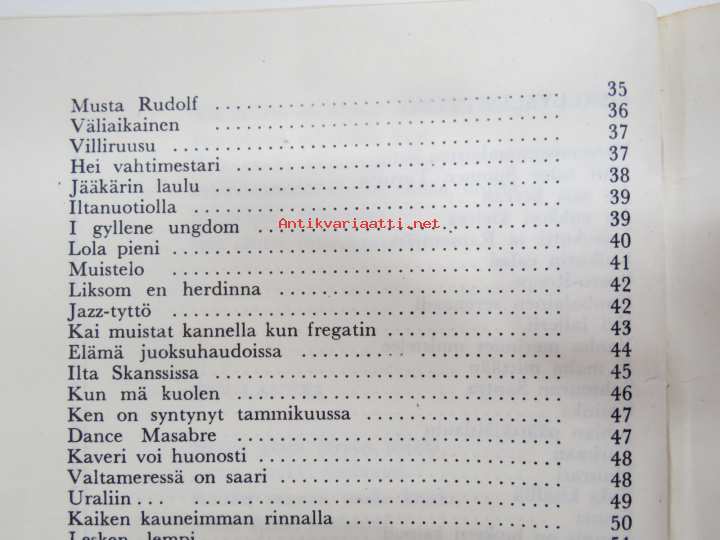 Musta Rudolf 35
Väliaikainen 36
Villiruusu 37
Hei vahtimestari 37
Jääkärin laulu 38
Iltanuotiolla 39
I gyllene ungdom 39
Lola pieni 40
Muistelo 41
Liksom en herdinna 42
Jazz-tyttö 42
Kai muistat kannella kun fregatin 43
Elämä juoksuhaudoissa 44
Ilta Skanssissa 45
Kun mä kuolen 46
Ken on syntynyt tammikuussa 47
Dance Masabre 47
Kaveri voi huonosti 48
Valtameressä on saari 48
Uraliin 49
Kaiken kauneimman rinnalla 50
Lesken lempi 51
Antikvariaatti.net